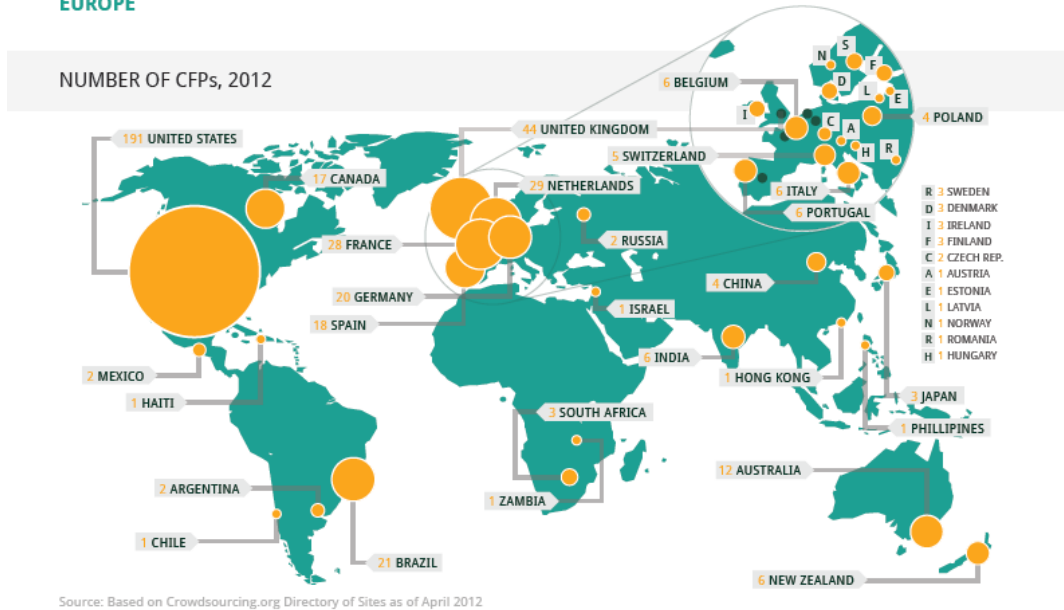 EUROPE
NUMBER OF CFPs, 2012
191 UNITED STATES
17 CANADA
44 UNITED KINGDOM
29 NETHERLANDS
28 FRANCE
20 GERMANY
18 SPAIN
2 RUSSIA
1 ISRAEL
6 BELGIUM
5 SWITZERLAND
6 ITALY
6 PORTUGAL
4 POLAND
N
S
F
D
L
E
I
C
A
H
R
R 3 SWEDEN
D 3 DENMARK
I 3 IRELAND
F 3 FINLAND
C 2 CZECH REP.
A 1 AUSTRIA
E 1 ESTONIA
L 1 LATVIA
N 1 NORWAY
R 1 ROMANIA
H 1 HUNGARY
4 CHINA
6 INDIA
1 HONG KONG
3 JAPAN
1 PHILLIPINES
2 MEXICO
1 HAITI
3 SOUTH AFRICA
1 ZAMBIA
12 AUSTRALIA
2 ARGENTINA
1 CHILE
21 BRAZIL
6 NEW ZEALAND
Source: Based on Crowdsourcing.org Directory of Sites as of April 2012